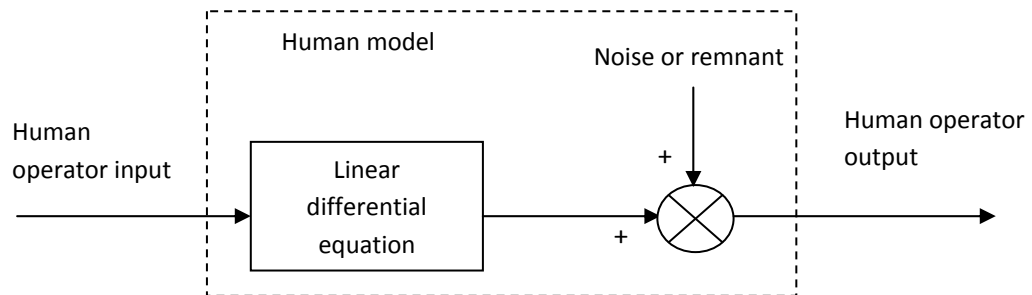 Human model
Noise or remnant
Human
operator input
Linear
differential
equation
+
+
Human operator
output